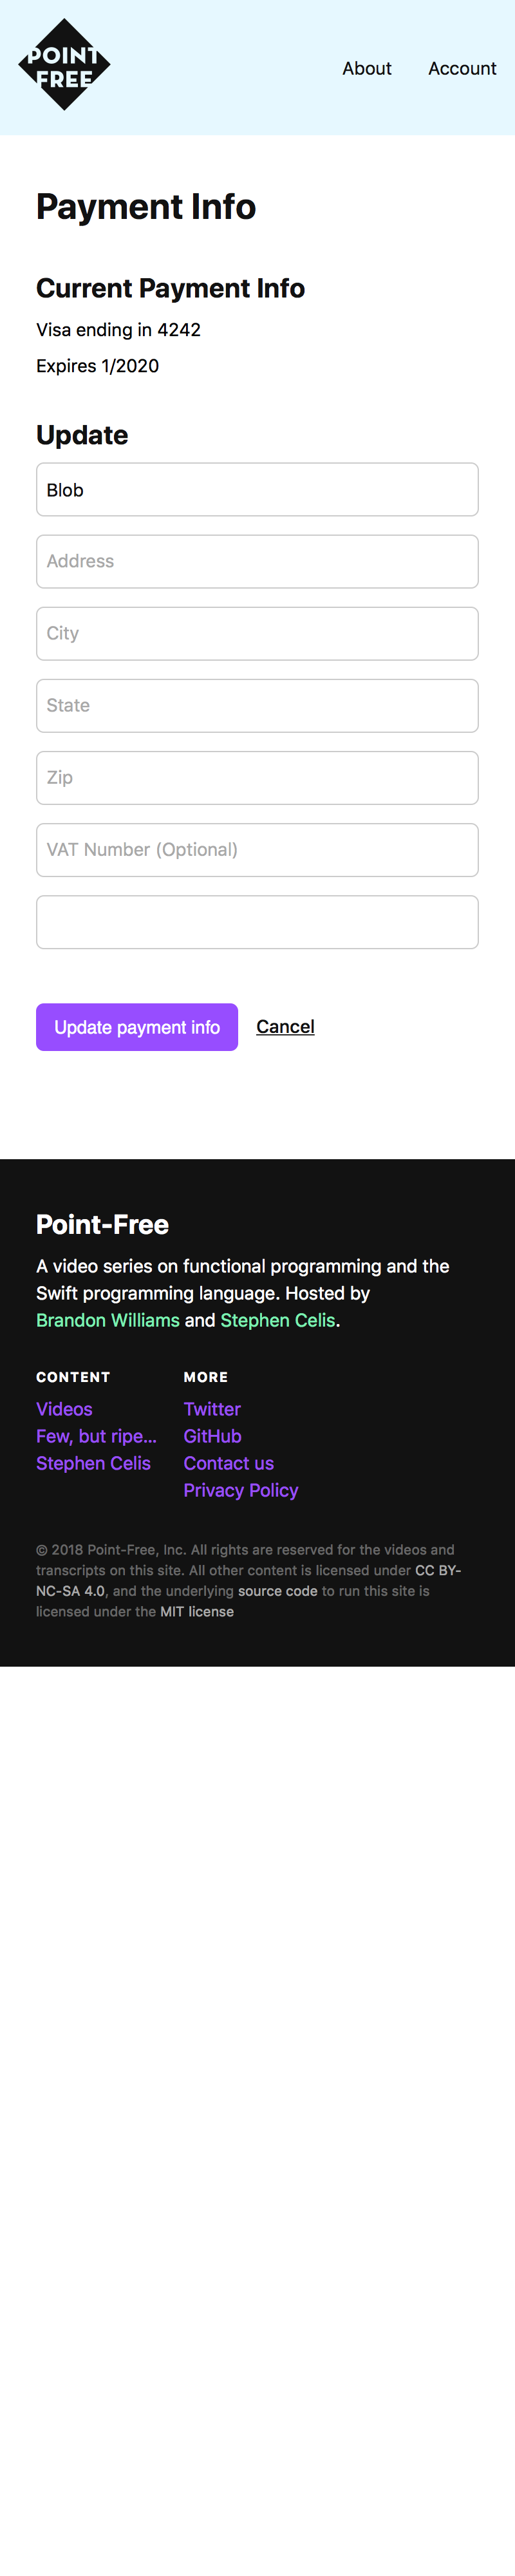 POINT
FREE
About
Account
Payment Info
Current Payment Info
Visa ending in 4242
Expires 1/2020
Update
Blob
Address
City
State
Zip
VAT Number (Optional)
Update payment info
Cancel
Point-Free
A video series on functional programming and the
Swift programming language. Hosted by
Brandon Williams and Stephen Celis.
CONTENT
Videos
Few, but ripe...
Stephen Celis
MORE
Twitter
GitHub
Contact us
Privacy Policy
© 2018 Point-Free, Inc. All rights are reserved for the videos and
transcripts on this site. All other content is licensed under CC BY-
NC-SA 4.0, and the underlying source code to run this site is
licensed under the MIT license